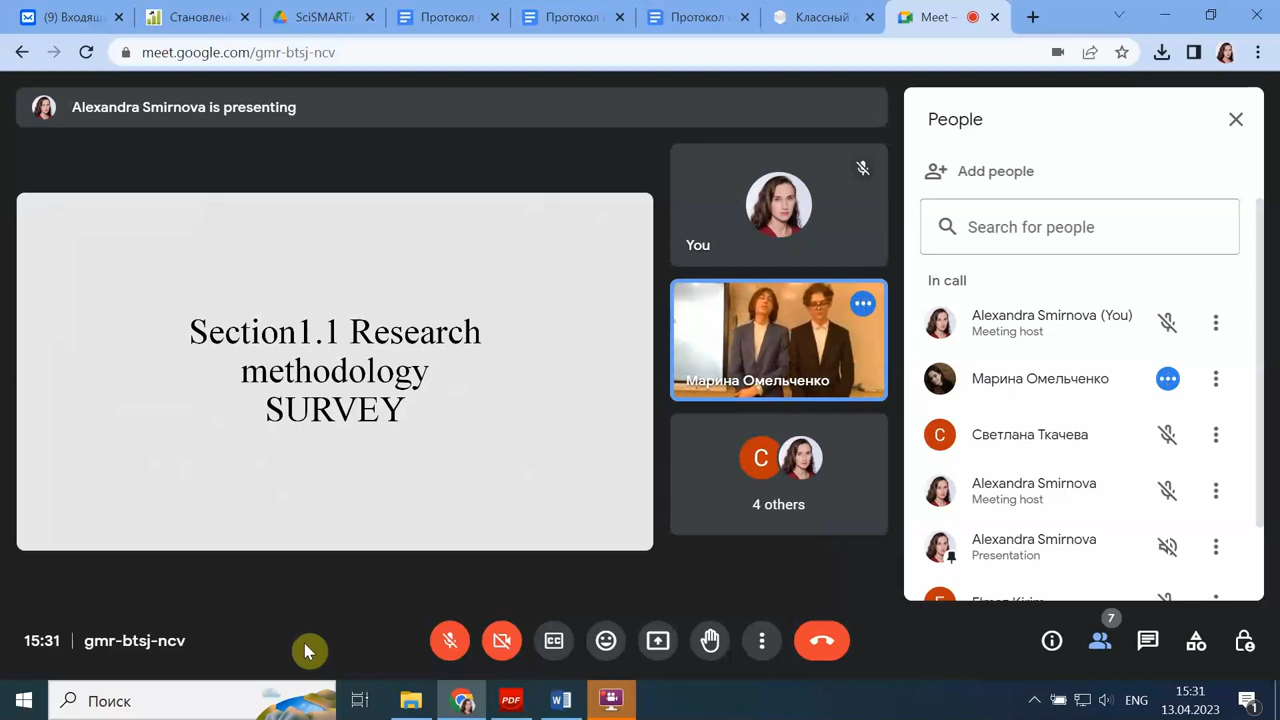 (9) Входящ
Становлен
SciSMARTi
Протокол с
Протокол с
Протокол
Классный
Meet –
meet.google.com/gmr-btsj-ncv
Alexandra Smirnova is presenting
Section1.1 Research
methodology
SURVEY
You
Марина Омельченко
C
4 others
People
Add people
Search for people
In call
Alexandra Smirnova (You)
Meeting host
Марина Омельченко
C
Светлана Ткачева
Alexandra Smirnova
Meeting host
Alexandra Smirnova
Presentation
15:31
gmr-btsj-ncv
7
Поиск
PDF
ENG
15:31
13.04.2023
1